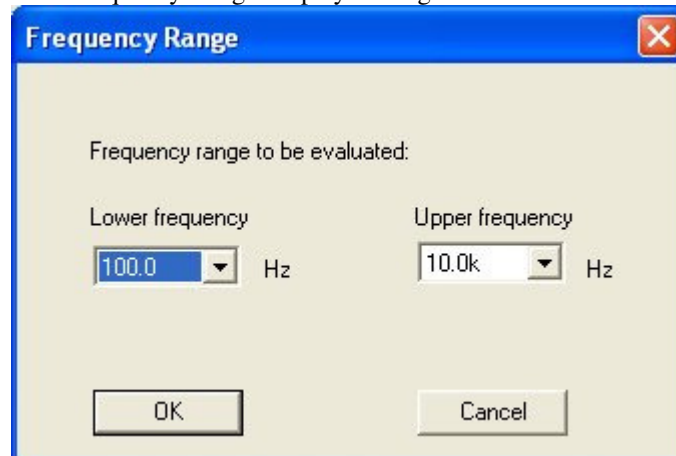 Frequency Range
Frequency range to be evaluated:
Lower frequency Upper frequency
100.0 Hz 10.0k Hz
OK Cancel